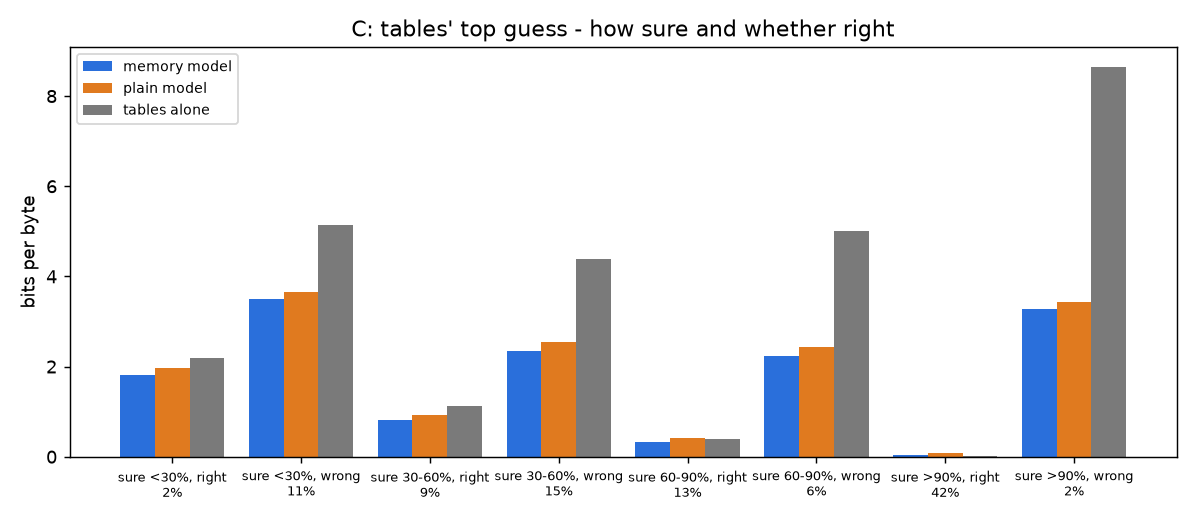 C: tables' top guess - how sure and whether right
memory model
plain model
tables alone
bits per byte
8
6
4
2
0
sure <30%, right
2%
sure <30%, wrong
11%
sure 30-60%, right
9%
sure 30-60%, wrong
15%
sure 60-90%, right
13%
sure 60-90%, wrong
6%
sure >90%, right
42%
sure >90%, wrong
2%